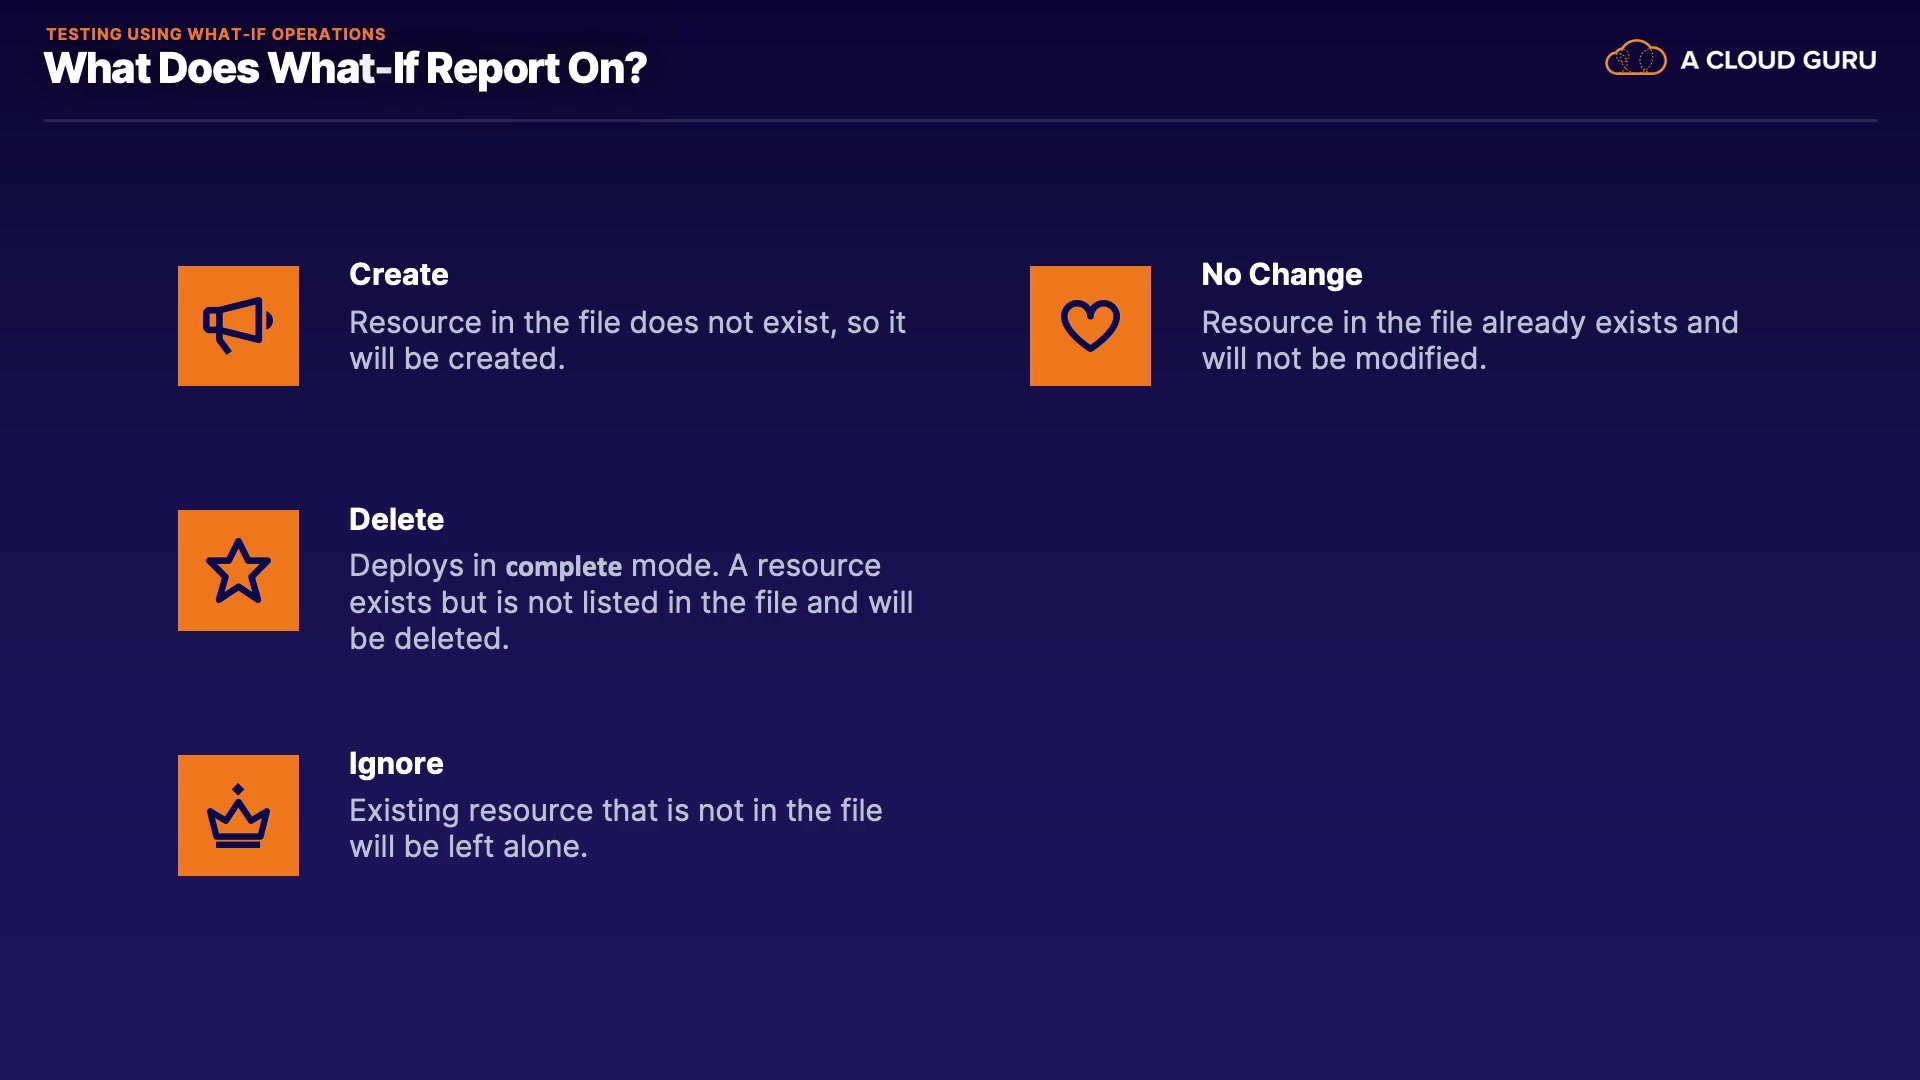 TESTING USING WHAT-IF OPERATIONS
What Does What-If Report On?
A CLOUD GURU
Create
Resource in the file does not exist, so it
will be created.
No Change
Resource in the file already exists and
will not be modified.
Delete
Deploys in complete mode. A resource
exists but is not listed in the file and will
be deleted.
Ignore
Existing resource that is not in the file
will be left alone.